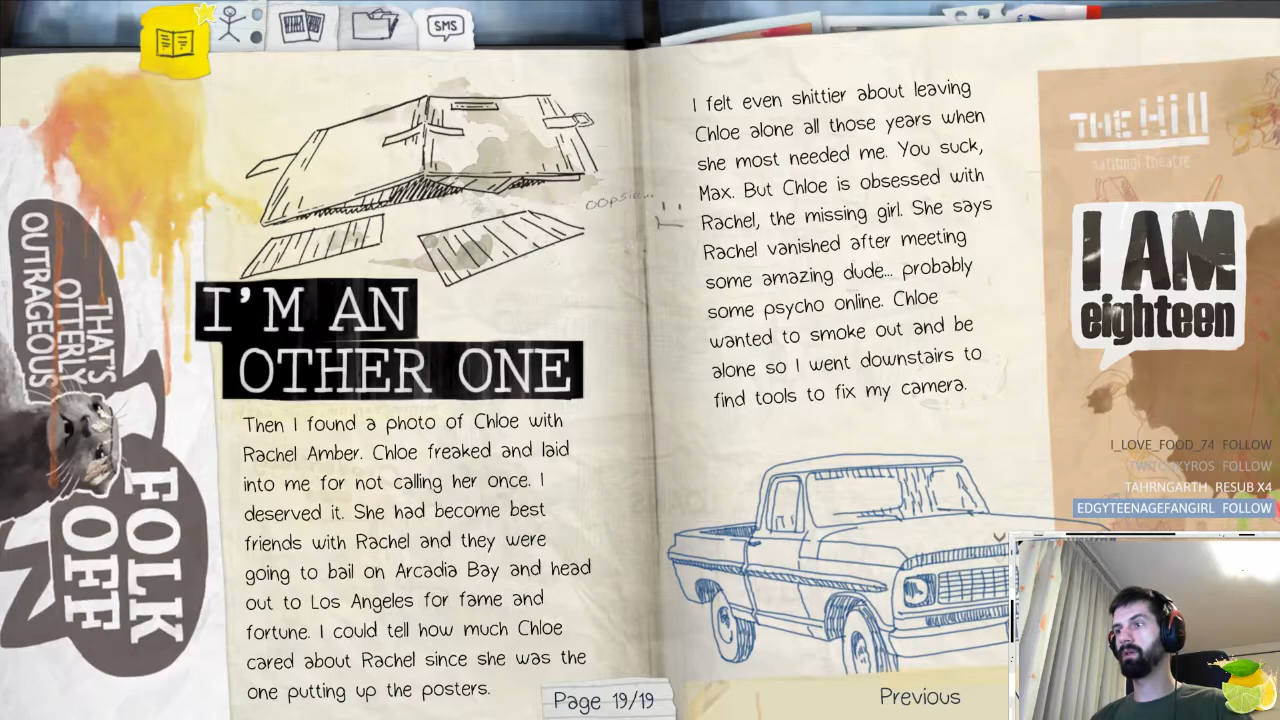 SMS
THAT'S
OTTERLY
OUTRAGEOUS
FOLK
OFF
oopsie...
I'M AN
OTHER ONE
Then I found a photo of Chloe with
Rachel Amber. Chloe freaked and laid
into me for not calling her once. I
deserved it. She had become best
friends with Rachel and they were
going to bail on Arcadia Bay and head
out to Los Angeles for fame and
fortune. I could tell how much Chloe
cared about Rachel since she was the
one putting up the posters.
Page 19/19
I felt even shittier about leaving
Chloe alone all those years when
she most needed me. You suck,
Max. But Chloe is obsessed with
Rachel, the missing girl. She says
Rachel vanished after meeting
some amazing dude... probably
some psycho online. Chloe
wanted to smoke out and be
alone so I went downstairs to
find tools to fix my camera.
Previous
THE Hill
national theatre
I AM
eighteen
I_LOVE_FOOD_74 FOLLOW
FOLLOW
TAHRNGARTH RESUB X4
EDGYTEENAGEFANGIRL FOLLOW